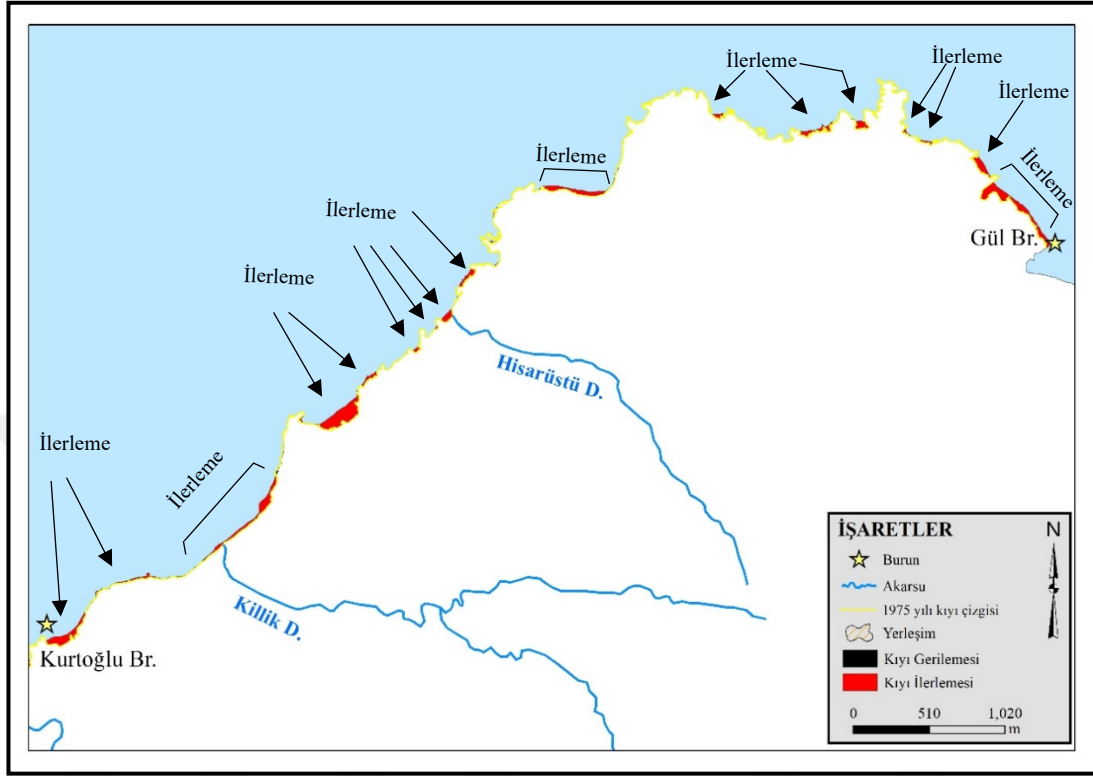 İlerleme
İlerleme
İlerleme
İlerleme
İlerleme
İlerleme
Gül Br.
İlerleme
İlerleme
İlerleme
Hisarüstü D.
İlerleme
İlerleme
Killik D.
Kurtoğlu Br.
İŞARETLER
N
Burun
Akarsu
1975 yılı kıyı çizgisi
Yerleşim
Kıyı Gerilemesi
Kıyı İlerlemesi
0 510 1,020
m